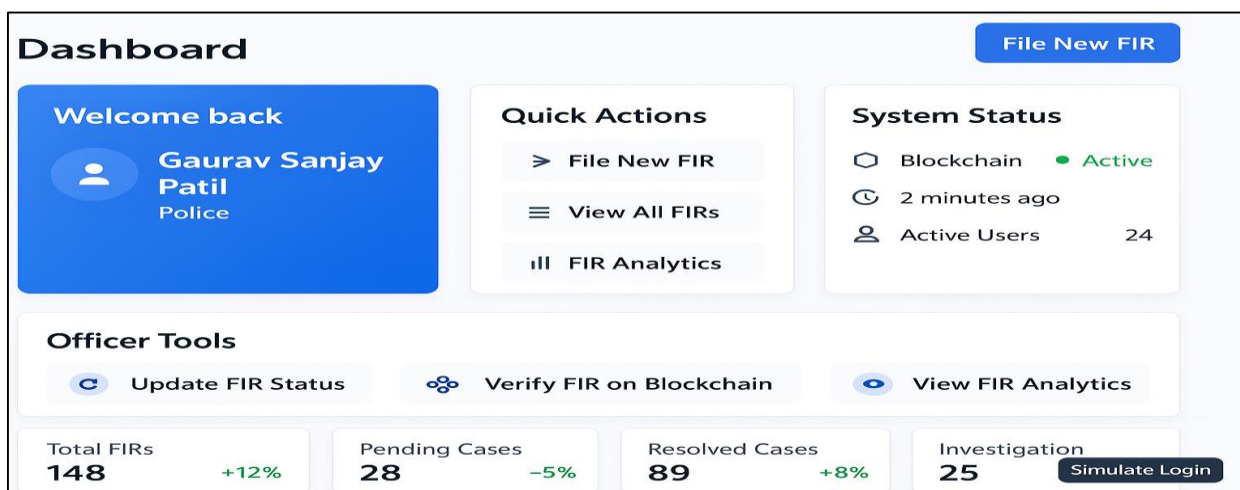 Dashboard
File New FIR
Welcome back
Gaurav Sanjay
Patil
Police
Quick Actions
File New FIR
View All FIRs
FIR Analytics
System Status
Blockchain Active
2 minutes ago
Active Users 24
Officer Tools
Update FIR Status
Verify FIR on Blockchain
View FIR Analytics
Total FIRs
148 +12%
Pending Cases
28 -5%
Resolved Cases
89 +8%
Investigation
25
Simulate Login